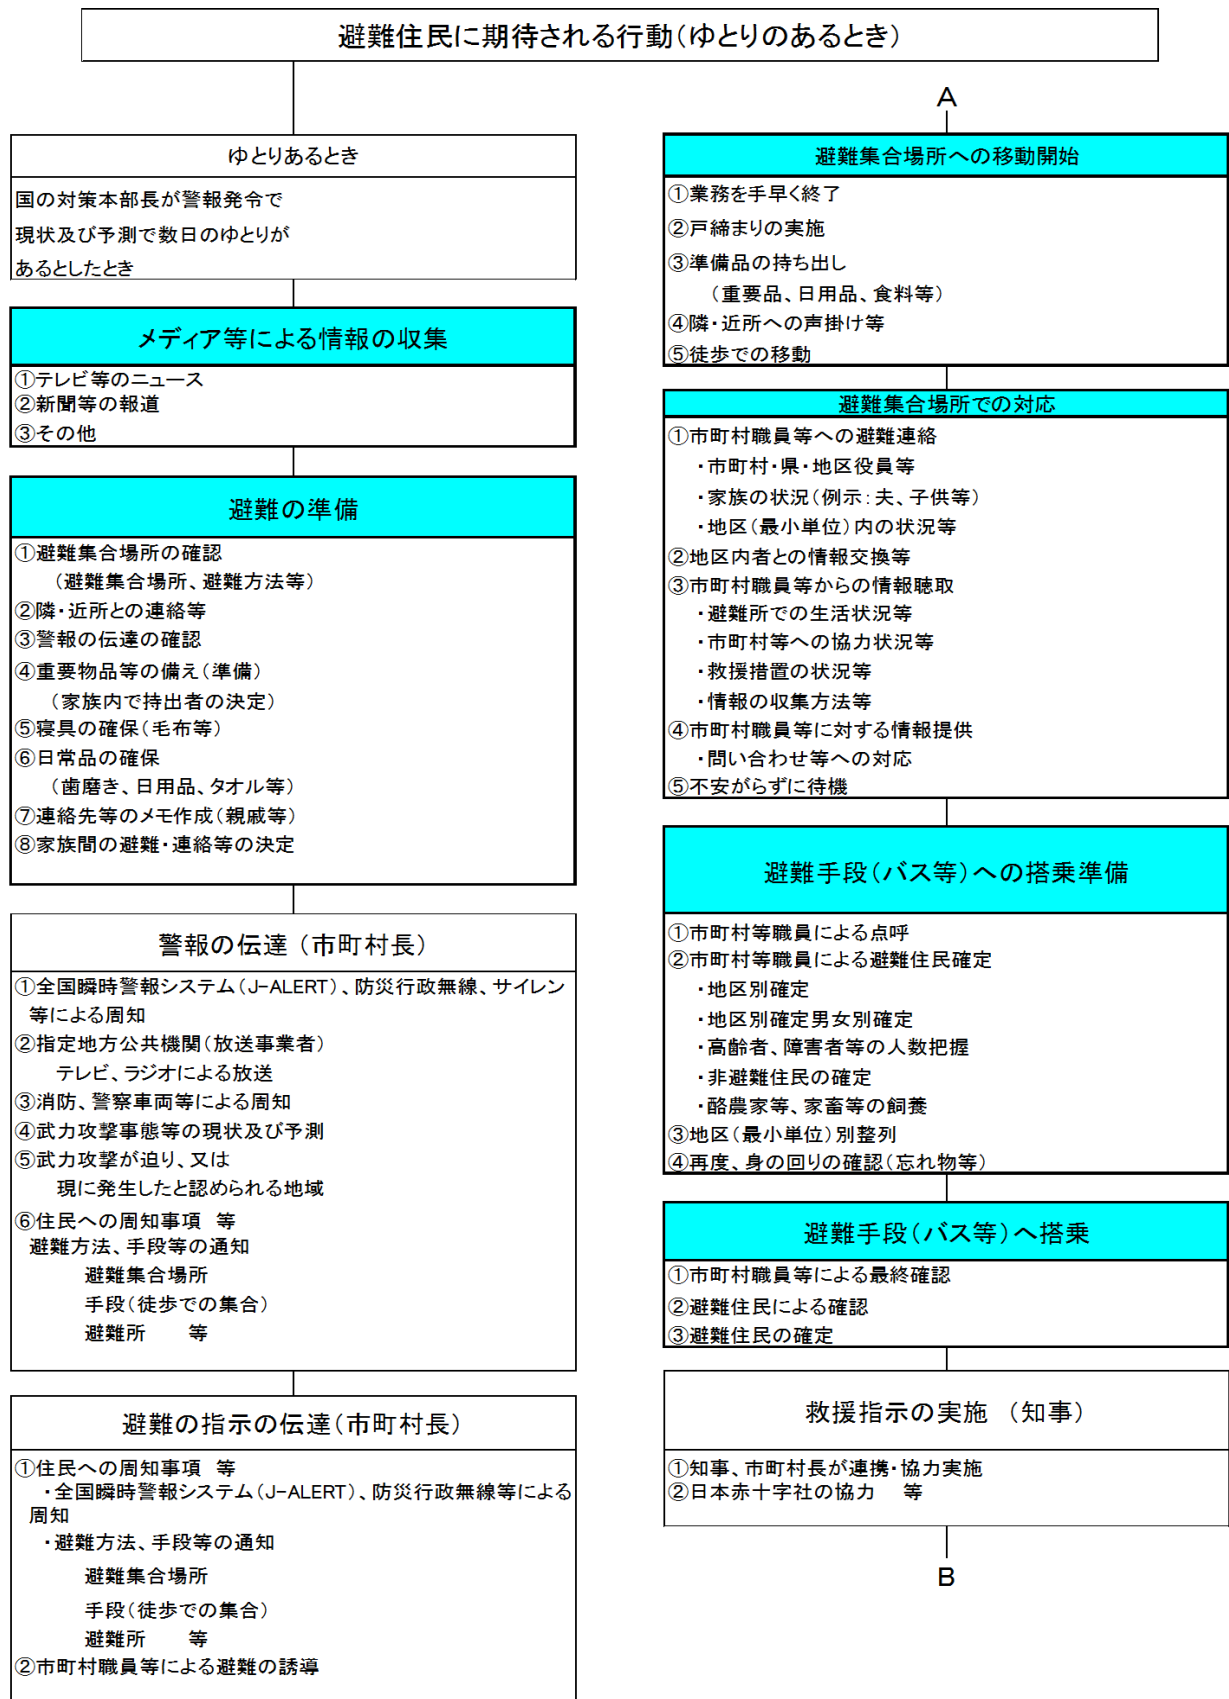 避難住民に期待される行動（ゆとりのあるとき）
ゆとりあるとき
国の対策本部長が警報発令で
現状及び予測で数日のゆとりが
あるとしたとき
メディア等による情報の収集
①テレビ等のニュース
②新聞等の報道
③その他
避難の準備
①避難集合場所の確認
（避難集合場所、避難方法等）
②隣・近所との連絡等
③警報の伝達の確認
④重要物品等の備え（準備）
（家族内で持出者の決定）
⑤寝具の確保（毛布等）
⑥日常品の確保
（歯磨き、日用品、タオル等）
⑦連絡先等のメモ作成（親戚等）
⑧家族間の避難・連絡等の決定
警報の伝達（市町村長）
①全国瞬時警報システム（J-ALERT）、防災行政無線、サイレン
等による周知
②指定地方公共機関（放送事業者）
テレビ、ラジオによる放送
③消防、警察車両等による周知
④武力攻撃事態等の現状及び予測
⑤武力攻撃が迫り、又は
現に発生したと認められる地域
⑥住民への周知事項 等
避難方法、手段等の通知
避難集合場所
手段（徒歩での集合）
避難所 等
避難の指示の伝達（市町村長）
①住民への周知事項 等
・全国瞬時警報システム（J-ALERT）、防災行政無線等による
周知
・避難方法、手段等の通知
避難集合場所
手段（徒歩での集合）
避難所 等
②市町村職員等による避難の誘導
A
避難集合場所への移動開始
①業務を手早く終了
②戸締まりの実施
③準備品の持ち出し
（重要品、日用品、食料等）
④隣・近所への声掛け等
⑤徒歩での移動
避難集合場所での対応
①市町村職員等への避難連絡
・市町村・県・地区役員等
・家族の状況（例示：夫、子供等）
・地区（最小単位）内の状況等
②地区内者との情報交換等
③市町村職員等からの情報聴取
・避難所での生活状況等
・市町村等への協力状況等
・救援措置の状況等
・情報の収集方法等
④市町村職員等に対する情報提供
・問い合わせ等への対応
⑤不安がらずに待機
避難手段（バス等）への搭乗準備
①市町村等職員による点呼
②市町村等職員による避難住民確定
・地区別確定
・地区別確定男女別確定
・高齢者、障害者等の人数把握
・非避難住民の確定
・酪農家等、家畜等の飼養
③地区（最小単位）別整列
④再度、身の回りの確認（忘れ物等）
避難手段（バス等）へ搭乗
①市町村職員等による最終確認
②避難住民による確認
③避難住民の確定
救援指示の実施 （知事）
①知事、市町村長が連携・協力実施
②日本赤十字社の協力 等
B